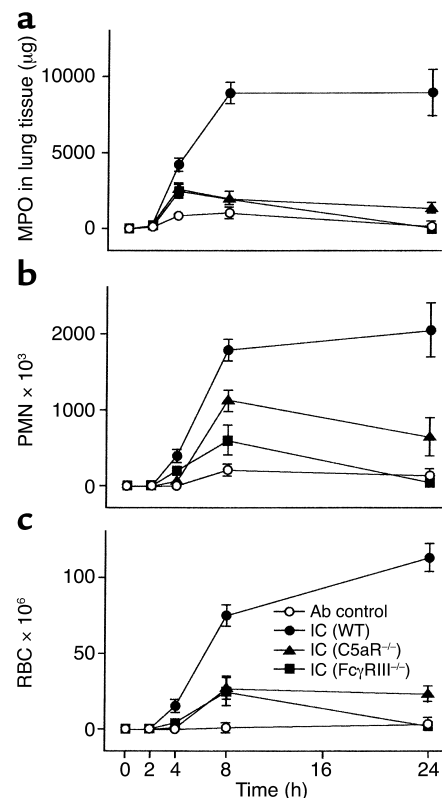 a
MPO in lung tissue (μg)
10000
5000
0
b
PMN × 10³
2000
1000
0
c
RBC × 10⁶
100
50
0
Ab control
IC (WT)
IC (C5aR⁻/⁻)
IC (FcγRIII⁻/⁻)
0 2 4 8 16 24
Time (h)